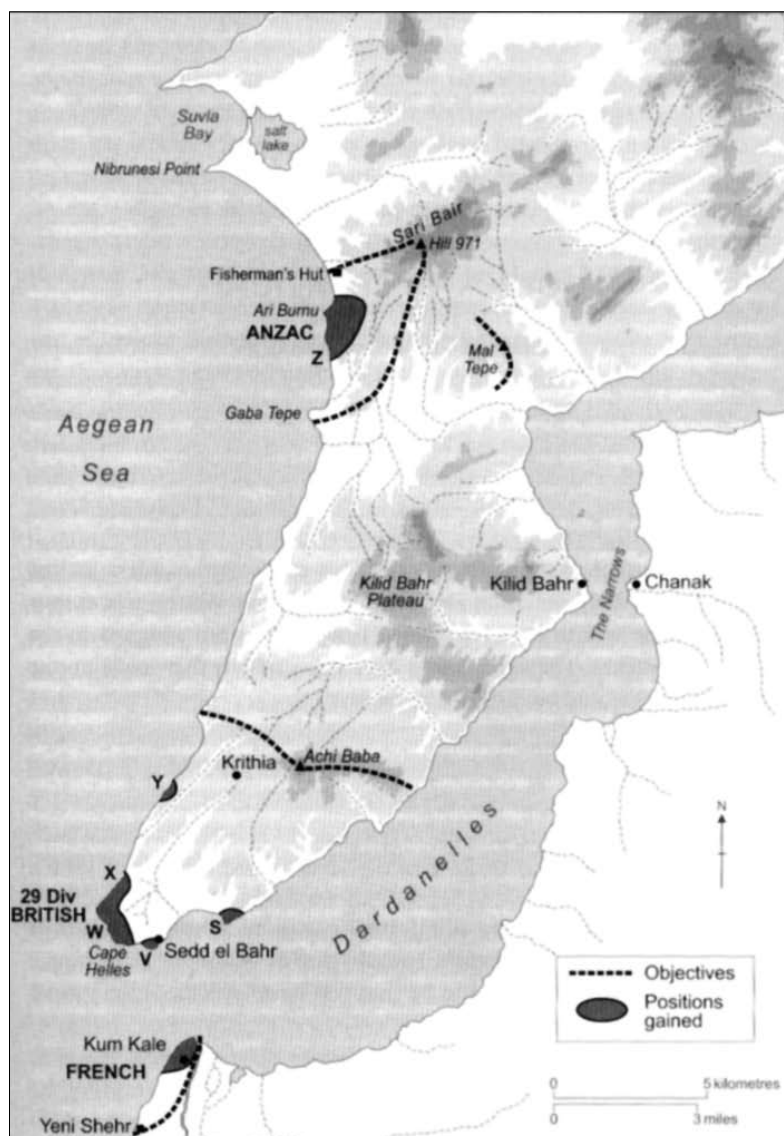 Suvla
Bay
salt
lake
Nibrunesi Point
Sari Bair
Hill 971
Fisherman's Hut
Ari Burnu
ANZAC
Z
Mal
Tepe
Gaba Tepe
Aegean
Sea
Kilid Bahr
Plateau
Kilid Bahr
The Narrows
Chanak
Achi Baba
Krithia
Y
N
X
29 Div
BRITISH
W
Cape
Helles
V
Sedd el Bahr
S
Dardanelles
Objectives
Positions
gained
Kum Kale
FRENCH
Yeni Shehr
0 5 kilometres
0 3 miles